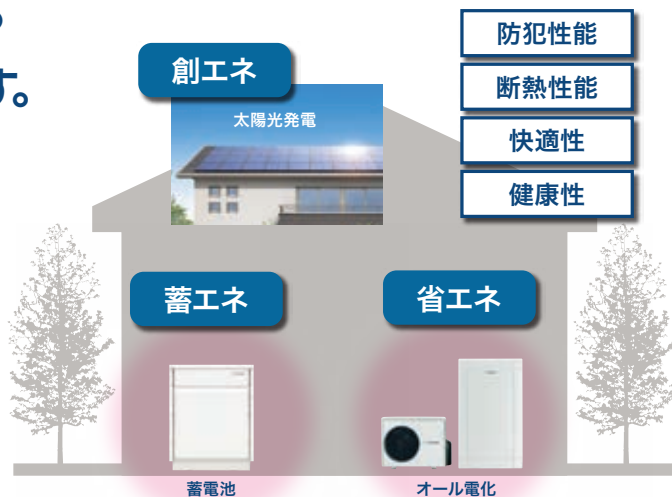 す。
創エネ
太陽光発電
防犯性能
断熱性能
快適性
健康性
蓄エネ
省エネ
蓄電池
オール電化